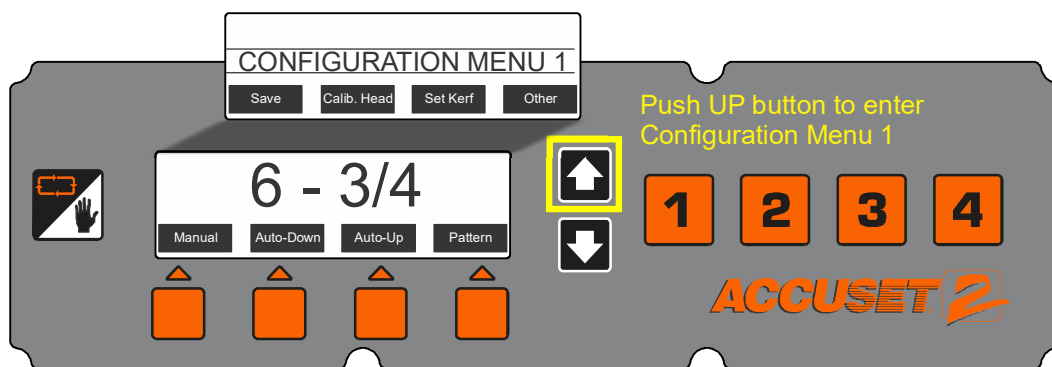 CONFIGURATION MENU 1
Save Calib. Head Set Kerf Other
Push UP button to enter
Configuration Menu 1
6 - 3/4
Manual Auto-Down Auto-Up Pattern
1 2 3 4
ACCUSET 2